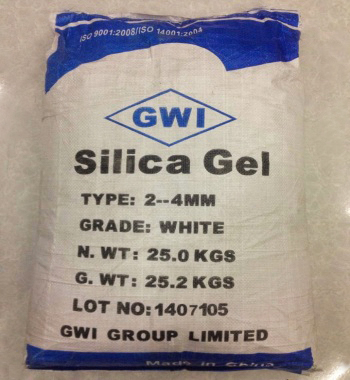 ISO 9001:2008/ISO 14001:2004
GWI
Silica Gel
TYPE: 2--4MM
GRADE: WHITE
N. WT: 25.0 KGS
G. WT: 25.2 KGS
LOT NO:1407105
GWI GROUP LIMITED
Made in China